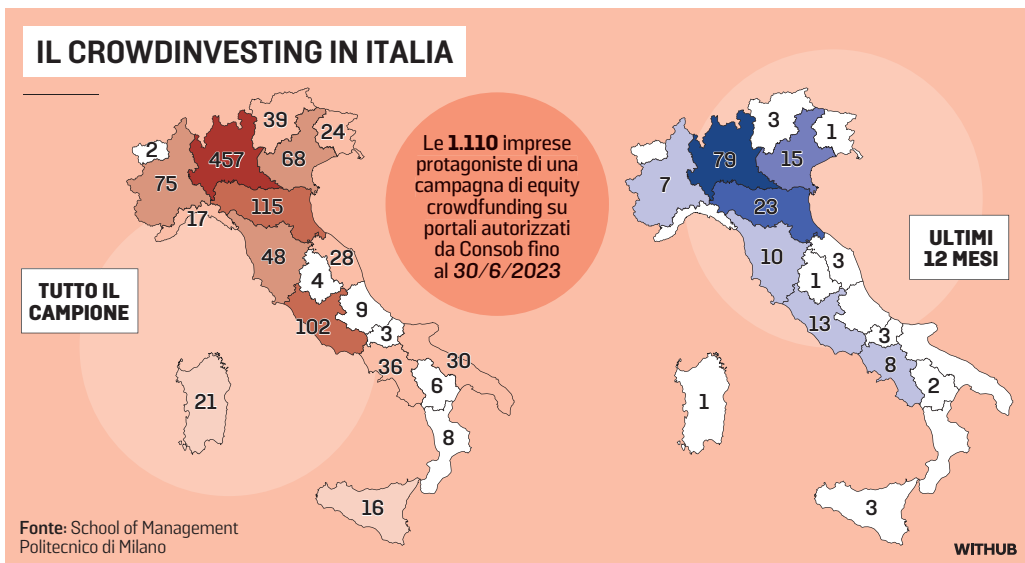 IL CROWDINVESTING IN ITALIA
Le 1.110 imprese
protagoniste di una
campagna di equity
crowdfunding su
portali autorizzati
da Consob fino
al 30/6/2023
TUTTO IL
CAMPIONE
39
24
2
457
68
75
115
17
48
28
4
9
102
3
36
30
6
21
8
16
ULTIMI
12 MESI
3
1
79
15
7
23
10
3
1
13
3
8
2
1
3
Fonte: School of Management
Politecnico di Milano
WITHUB